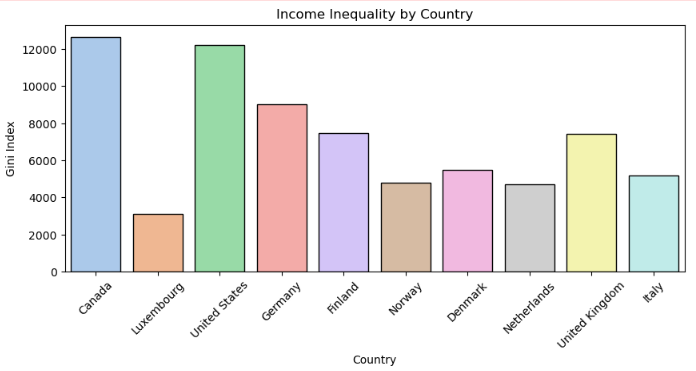 Income Inequality by Country
Gini Index
12000
10000
8000
6000
4000
2000
0
Canada
Luxembourg
United States
Germany
Finland
Norway
Denmark
Netherlands
United Kingdom
Italy
Country